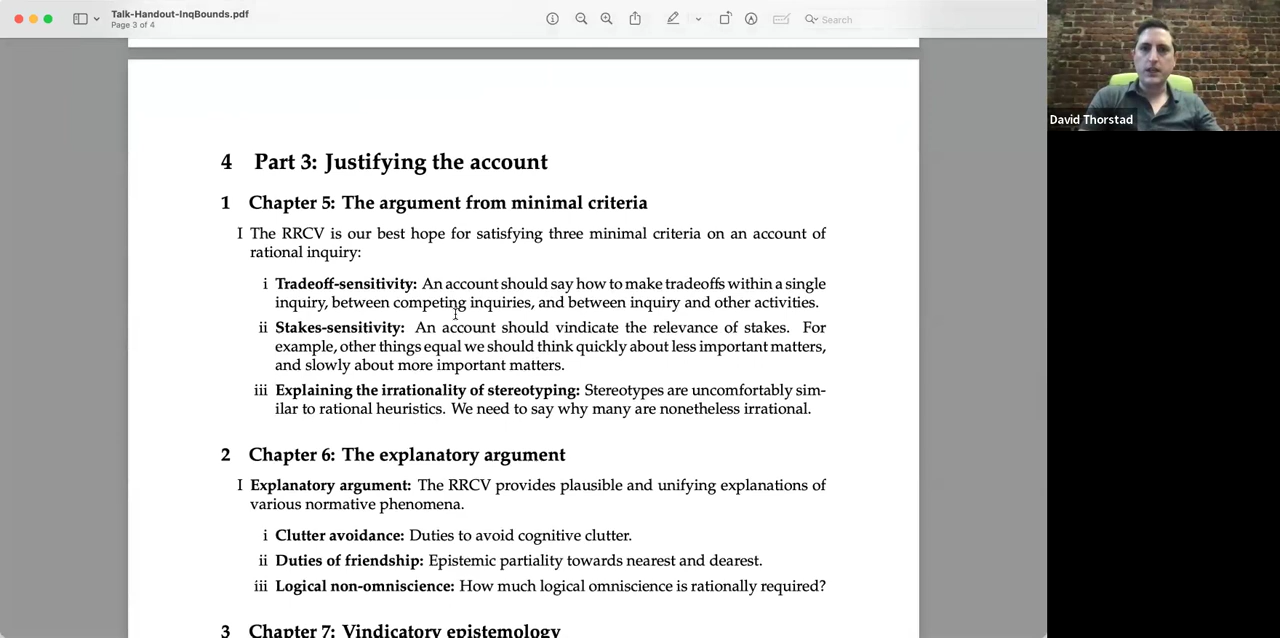 Talk-Handout-InqBounds.pdf
Page 3 of 4
Search
David Thorstad
4 Part 3: Justifying the account
1 Chapter 5: The argument from minimal criteria
I The RRCV is our best hope for satisfying three minimal criteria on an account of
rational inquiry:
i Tradeoff-sensitivity: An account should say how to make tradeoffs within a single
inquiry, between competing inquiries, and between inquiry and other activities.
ii Stakes-sensitivity: An account should vindicate the relevance of stakes. For
example, other things equal we should think quickly about less important matters,
and slowly about more important matters.
iii Explaining the irrationality of stereotyping: Stereotypes are uncomfortably sim-
ilar to rational heuristics. We need to say why many are nonetheless irrational.
2 Chapter 6: The explanatory argument
I Explanatory argument: The RRCV provides plausible and unifying explanations of
various normative phenomena.
i Clutter avoidance: Duties to avoid cognitive clutter.
ii Duties of friendship: Epistemic partiality towards nearest and dearest.
iii Logical non-omniscience: How much logical omniscience is rationally required?
3 Chapter 7: Vindicatory epistemology